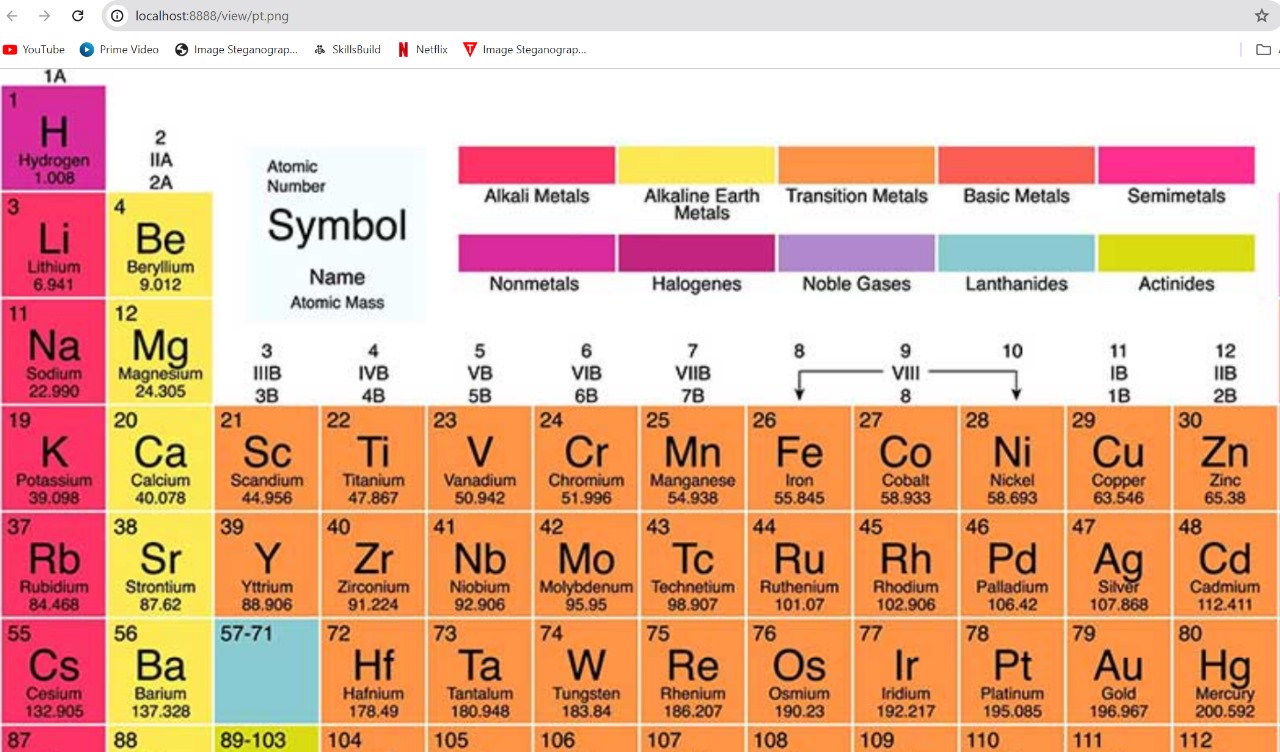 localhost:8888/view/pt.png
YouTube Prime Video Image Steganograp... SkillsBuild Netflix Image Steganograp...
1A
1
H
Hydrogen
1.008
2
IIA
2A
Atomic
Number
Symbol
Name
Atomic Mass
Alkali Metals
Alkaline Earth
Metals
Transition Metals
Basic Metals
Semimetals
Nonmetals
Halogenes
Noble Gases
Lanthanides
Actinides
3 4
Li Be
Lithium Beryllium
6.941 9.012
11 12
Na Mg
Sodium Magnesium
22.990 24.305
3 4 5 6 7 8 9 10 11 12
IIIB IVB VB VIB VIIB VIII IB IIB
3B 4B 5B 6B 7B 8 1B 2B
19 20 21 22 23 24 25 26 27 28 29 30
K Ca Sc Ti V Cr Mn Fe Co Ni Cu Zn
Potassium Calcium Scandium Titanium Vanadium Chromium Manganese Iron Cobalt Nickel Copper Zinc
39.098 40.078 44.956 47.867 50.942 51.996 54.938 55.845 58.933 58.693 63.546 65.38
37 38 39 40 41 42 43 44 45 46 47 48
Rb Sr Y Zr Nb Mo Tc Ru Rh Pd Ag Cd
Rubidium Strontium Yttrium Zirconium Niobium Molybdenum Technetium Ruthenium Rhodium Palladium Silver Cadmium
84.468 87.62 88.906 91.224 92.906 95.95 98.907 101.07 102.906 106.42 107.868 112.411
55 56 57-71 72 73 74 75 76 77 78 79 80
Cs Ba Hf Ta W Re Os Ir Pt Au Hg
Cesium Barium Hafnium Tantalum Tungsten Rhenium Osmium Iridium Platinum Gold Mercury
132.905 137.328 178.49 180.948 183.84 186.207 190.23 192.217 195.085 196.967 200.592
87 88 89-103 104 105 106 107 108 109 110 111 112